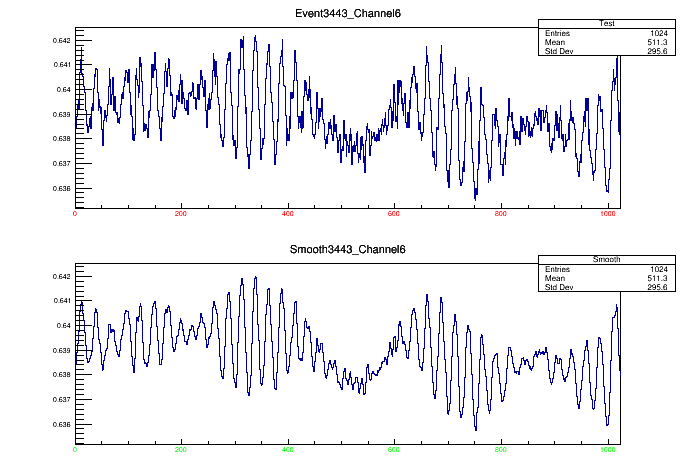 Event3443_Channel6
Test
Entries 1024
Mean 511.3
Std Dev 295.6
0.642
0.641
0.64
0.639
0.638
0.637
0.636
0 200 400 600 800 1000
Smooth3443_Channel6
Smooth
Entries 1024
Mean 511.3
Std Dev 295.6
0.642
0.641
0.64
0.639
0.638
0.637
0.636
0 200 400 600 800 1000